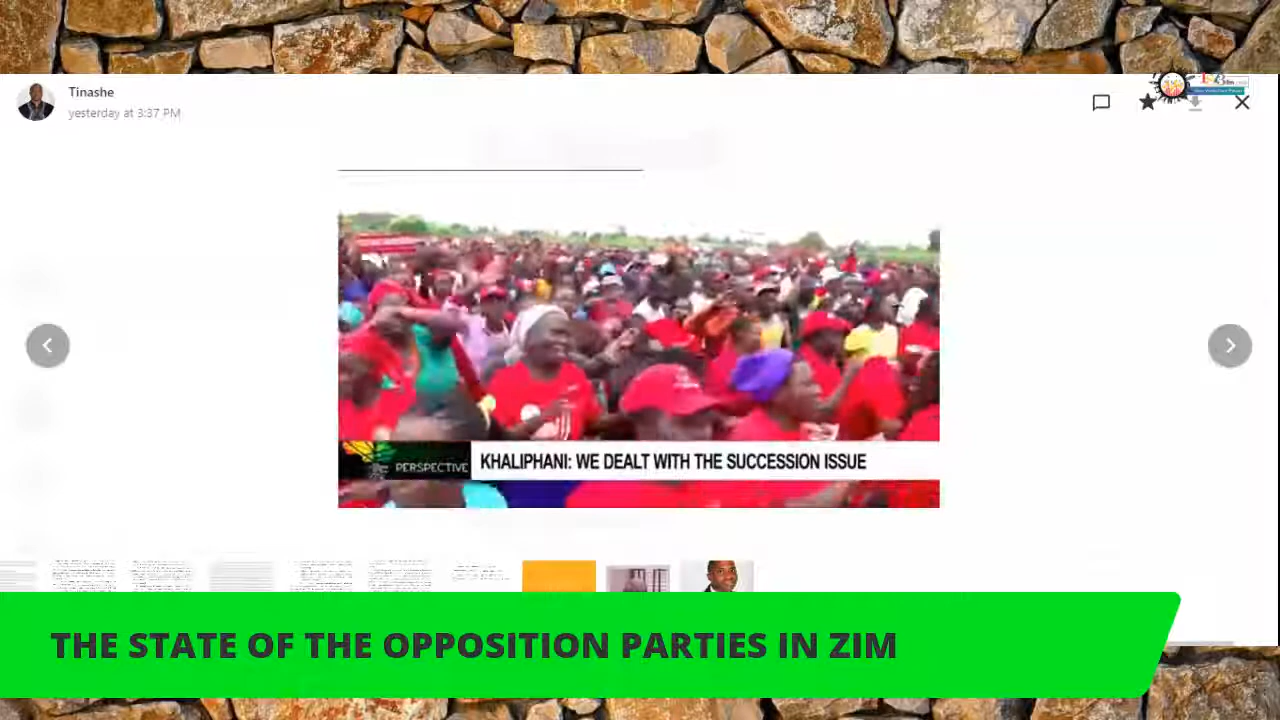 Tinashe
yesterday at 3:37 PM
PERSPECTIVE
KHALIPHANI: WE DEALT WITH THE SUCCESSION ISSUE
THE STATE OF THE OPPOSITION PARTIES IN ZIM